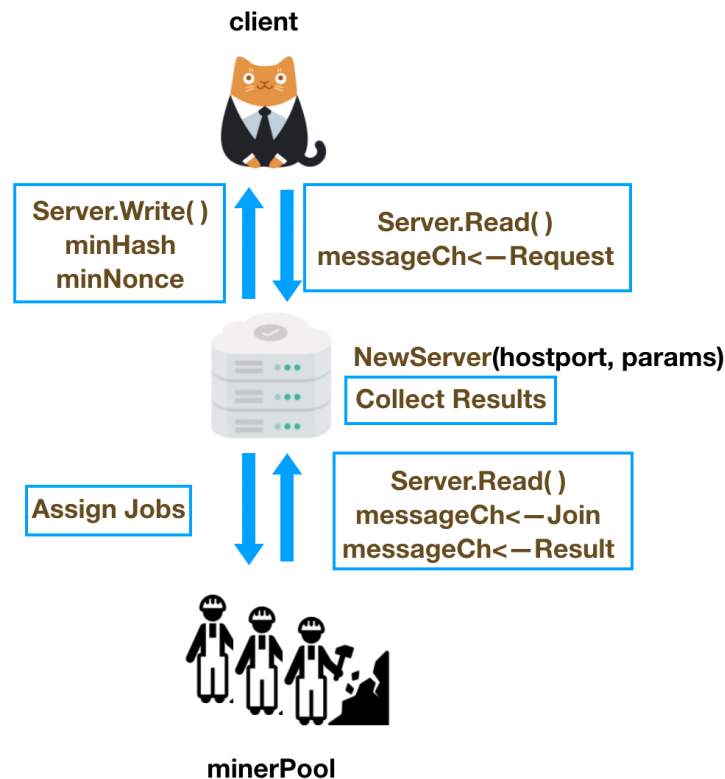 client
Server.Write( )
minHash
minNonce
Server.Read( )
messageCh<—Request
NewServer(hostport, params)
Collect Results
Assign Jobs
Server.Read( )
messageCh<—Join
messageCh<—Result
minerPool